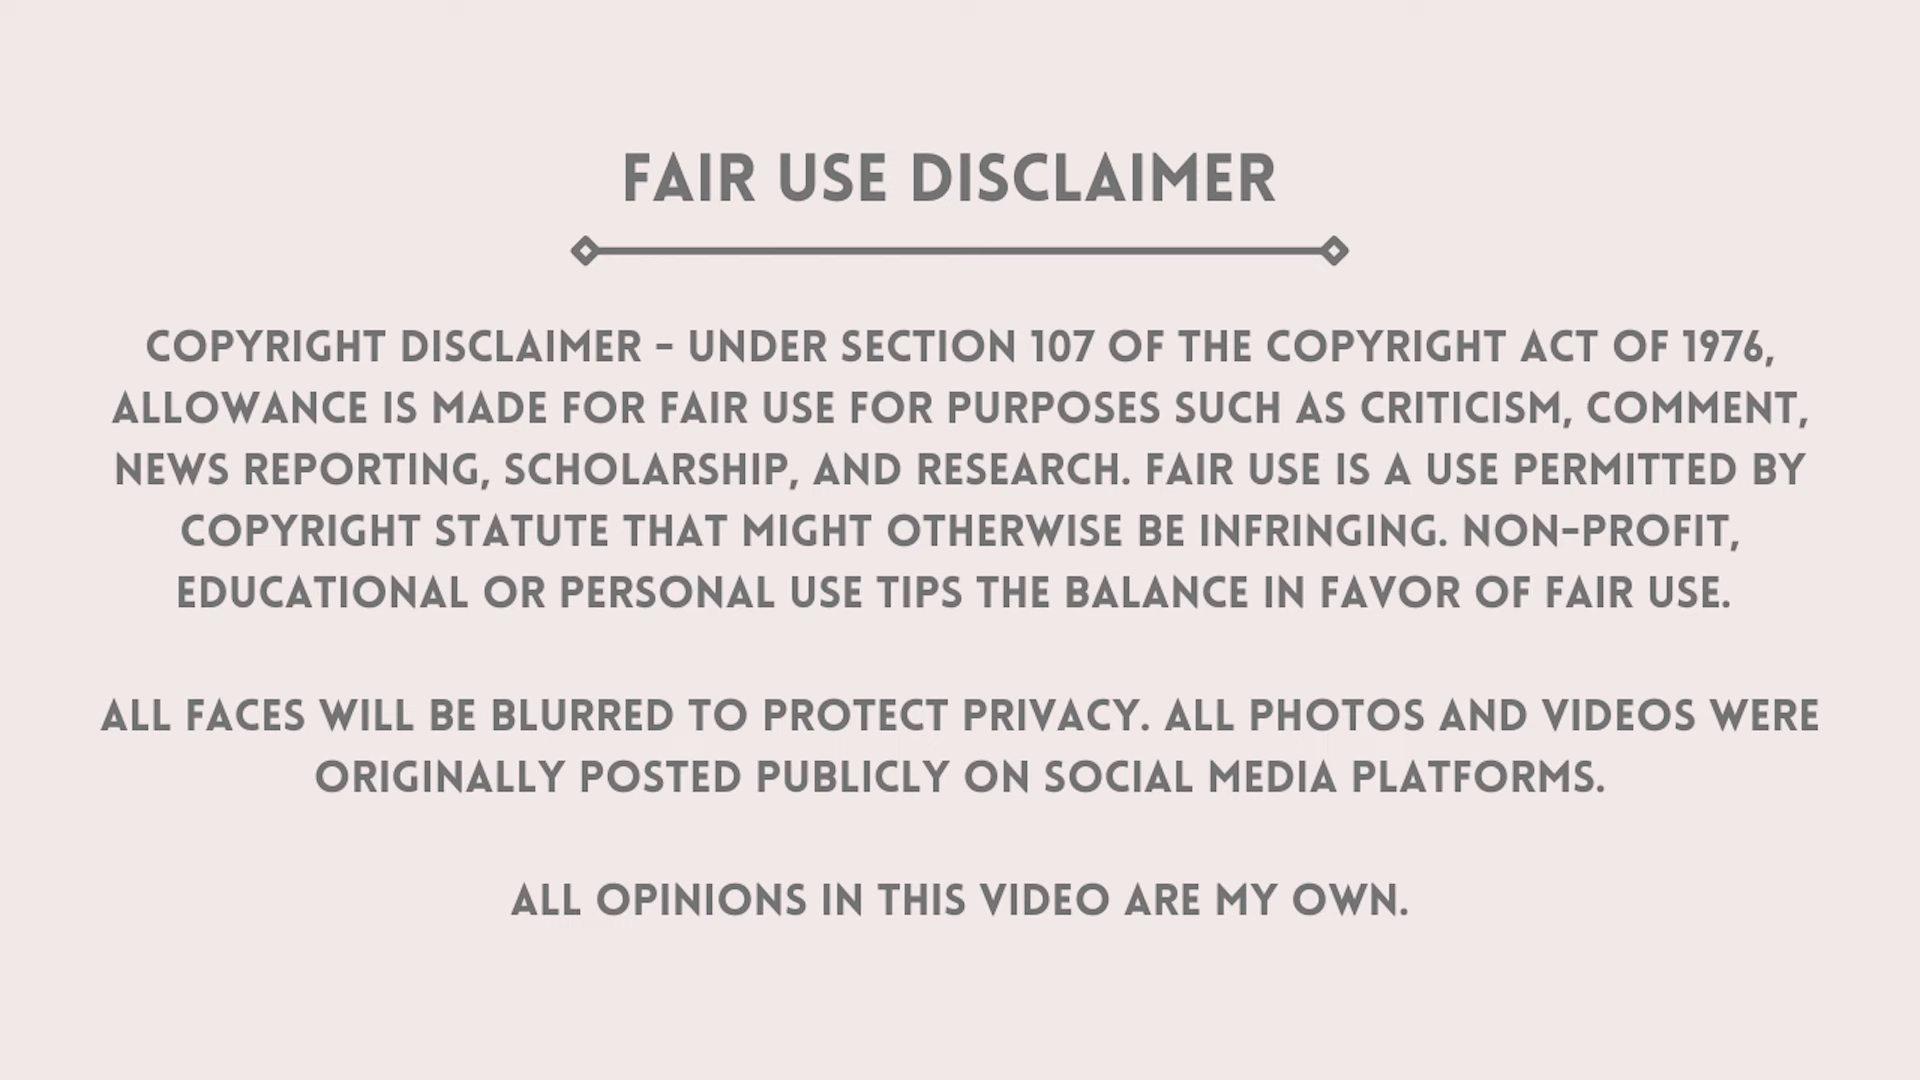 FAIR USE DISCLAIMER
COPYRIGHT DISCLAIMER - UNDER SECTION 107 OF THE COPYRIGHT ACT OF 1976,
ALLOWANCE IS MADE FOR FAIR USE FOR PURPOSES SUCH AS CRITICISM, COMMENT,
NEWS REPORTING, SCHOLARSHIP, AND RESEARCH. FAIR USE IS A USE PERMITTED BY
COPYRIGHT STATUTE THAT MIGHT OTHERWISE BE INFRINGING. NON-PROFIT,
EDUCATIONAL OR PERSONAL USE TIPS THE BALANCE IN FAVOR OF FAIR USE.
ALL FACES WILL BE BLURRED TO PROTECT PRIVACY. ALL PHOTOS AND VIDEOS WERE
ORIGINALLY POSTED PUBLICLY ON SOCIAL MEDIA PLATFORMS.
ALL OPINIONS IN THIS VIDEO ARE MY OWN.